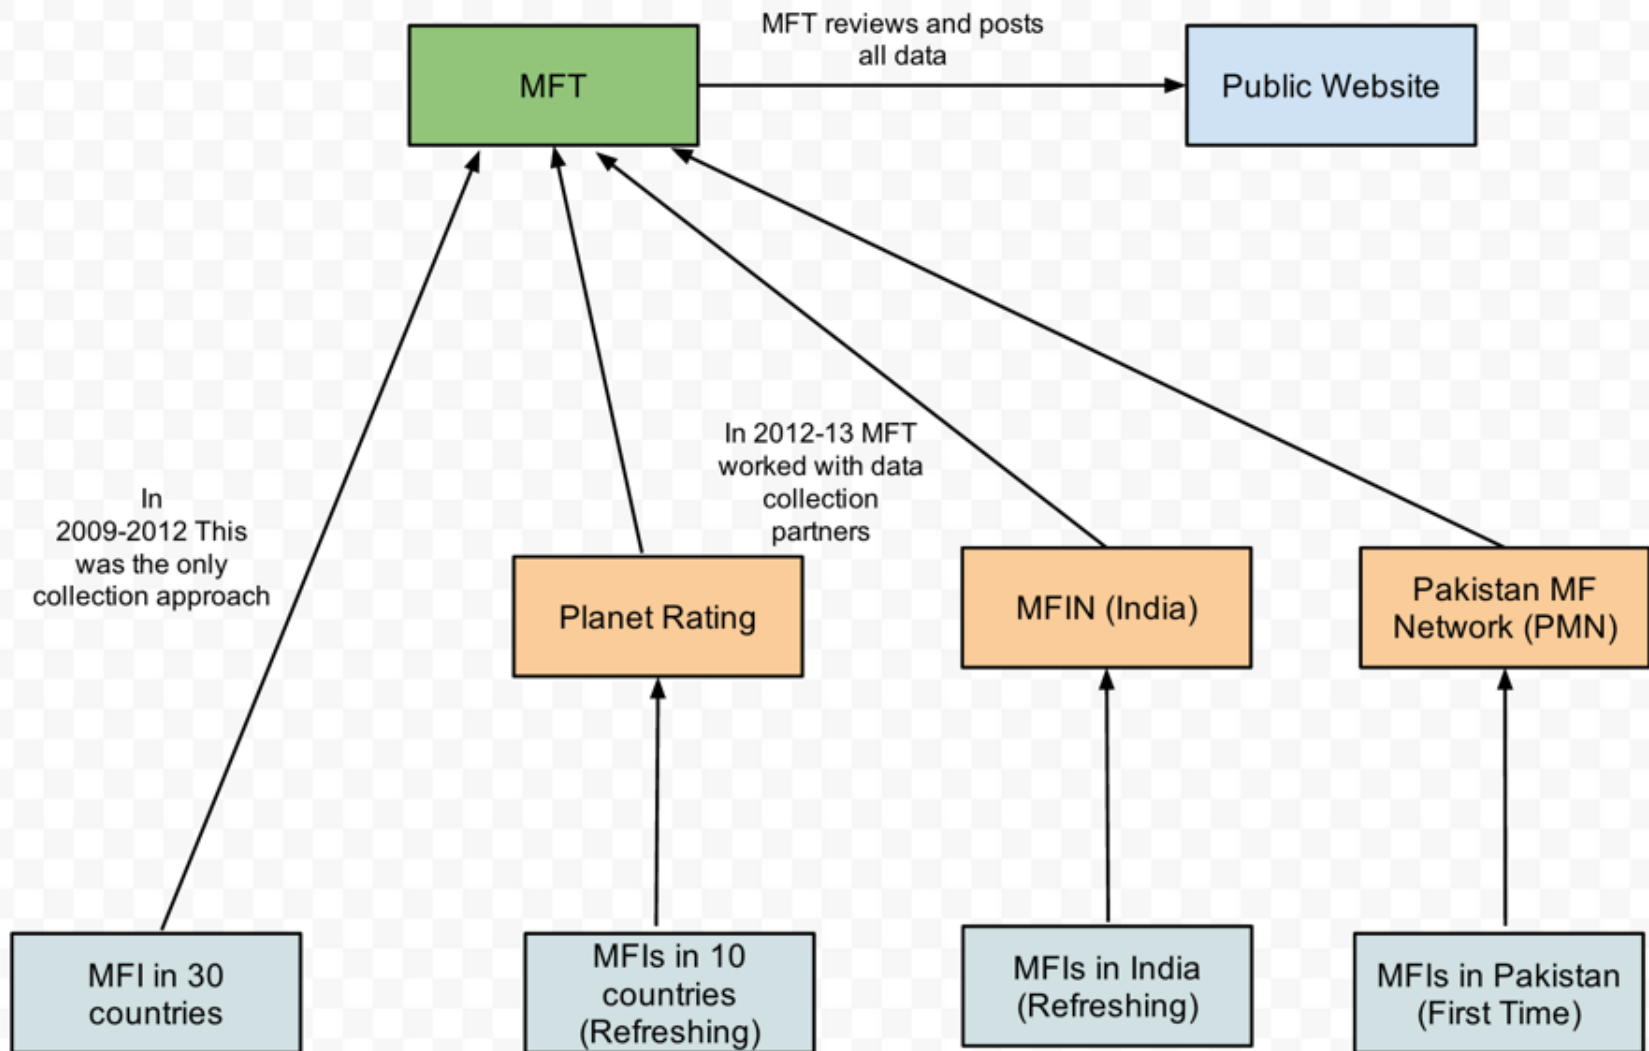 MFT
MFT reviews and posts
all data
Public Website
In
2009-2012 This
was the only
collection approach
In 2012-13 MFT
worked with data
collection
partners
Planet Rating
MFIN (India)
Pakistan MF
Network (PMN)
MFI in 30
countries
MFIs in 10
countries
(Refreshing)
MFIs in India
(Refreshing)
MFIs in Pakistan
(First Time)